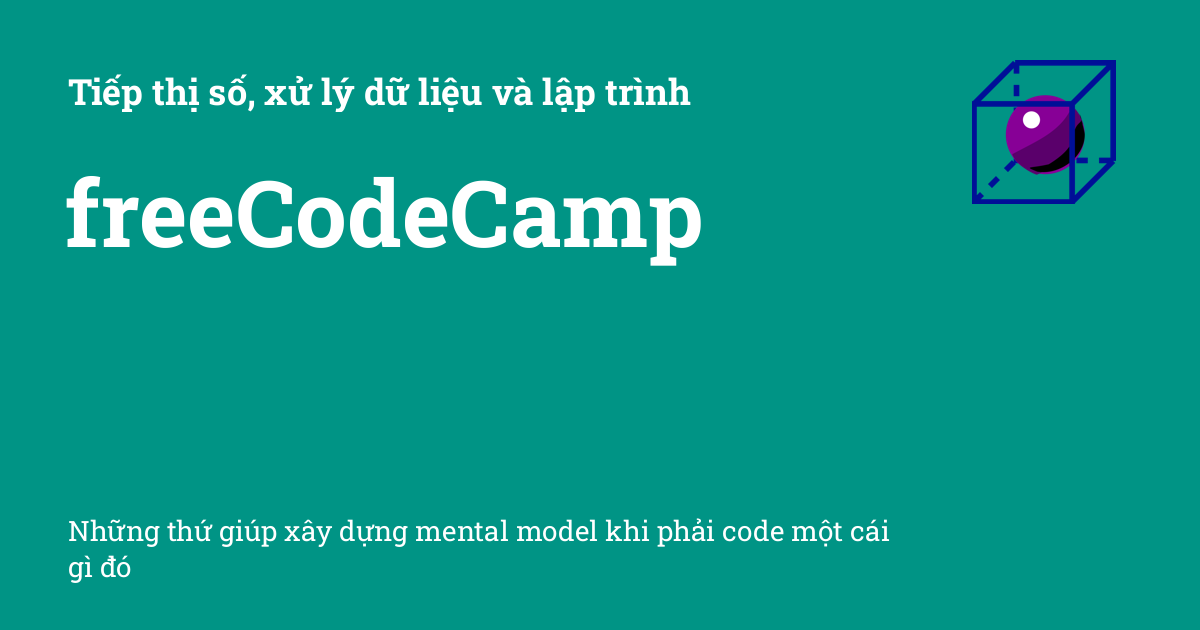 Tiếp thị số, xử lý dữ liệu và lập trình
freeCodeCamp
Những thứ giúp xây dựng mental model khi phải code một cái
gì đó